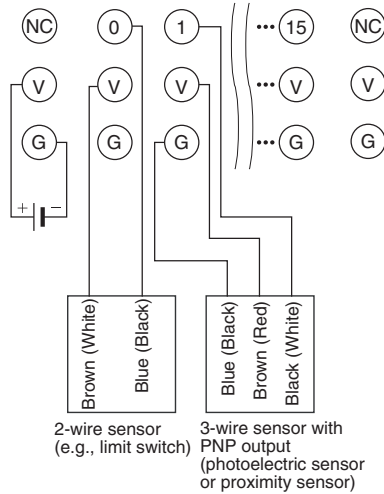 NC 0 1 ••• 15 NC
V V V ••• V V
G G G ••• G G
+ −
Brown (White)
Blue (Black)
Blue (Black)
Brown (Red)
Black (White)
2-wire sensor
(e.g., limit switch)
3-wire sensor with
PNP output
(photoelectric sensor
or proximity sensor)